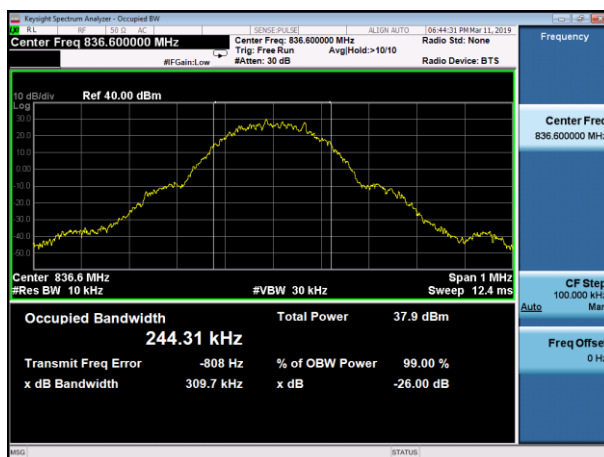 Keysight Spectrum Analyzer - Occupied BW
RL RF 50 Ω AC SENSE:PULSE ALIGN AUTO 06:44:31 PM Mar 11, 2019
Center Freq 836.600000 MHz Center Freq: 836.600000 MHz Radio Std: None Frequency
Trig: Free Run Avg|Hold:>10/10
#IFGain:Low #Atten: 30 dB Radio Device: BTS
10 dB/div Ref 40.00 dBm
Log
30.0
20.0
10.0
0.00
-10.0
-20.0
-30.0
-40.0
-50.0
Center Freq
836.600000 MHz
Center 836.6 MHz Span 1 MHz
#Res BW 10 kHz #VBW 30 kHz Sweep 12.4 ms
CF Step
100.000 kHz
Auto Man
Occupied Bandwidth Total Power 37.9 dBm
244.31 kHz
Transmit Freq Error -808 Hz % of OBW Power 99.00 %
x dB Bandwidth 309.7 kHz x dB -26.00 dB
Freq Offset
0 Hz
MSG STATUS